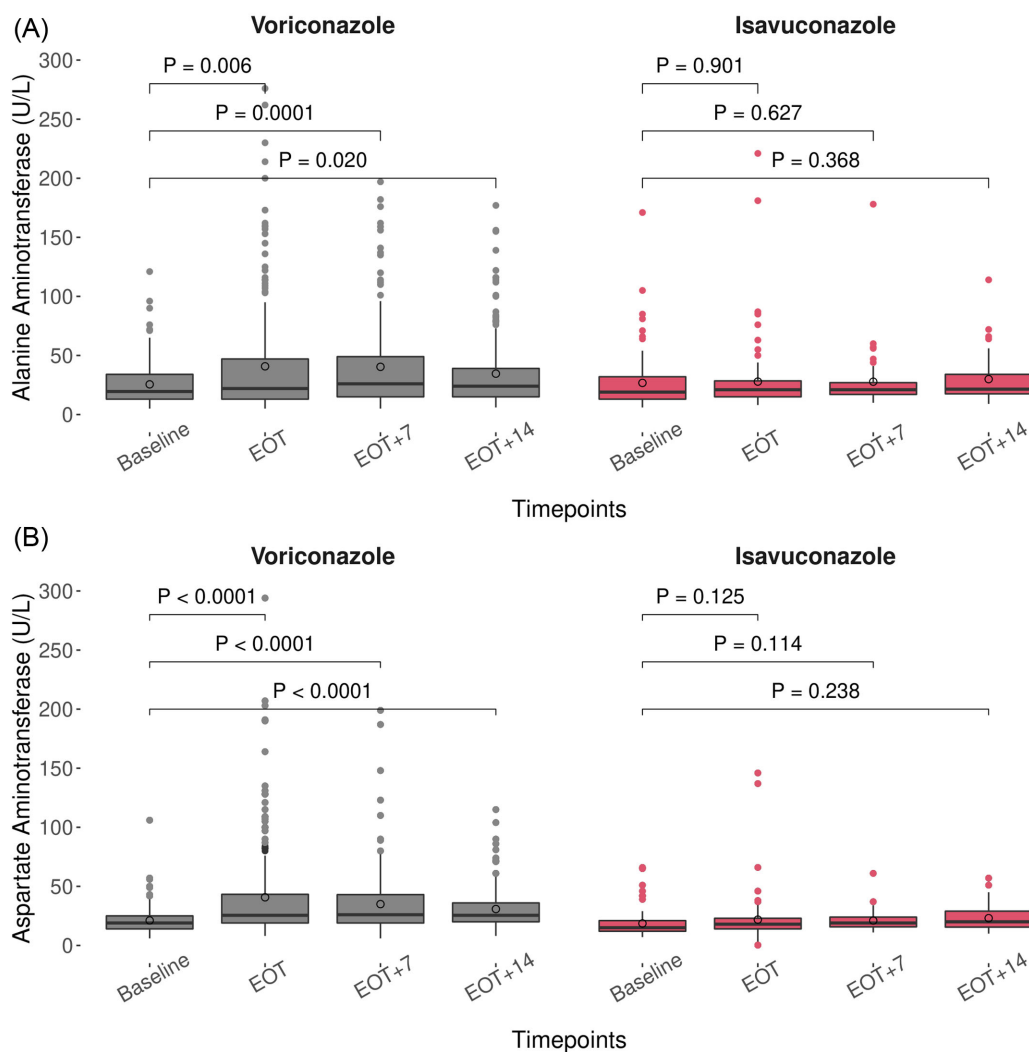 (A)
Voriconazole
Isavuconazole
Alanine Aminotransferase (U/L)
300
250
200
150
100
50
0
P = 0.006
P = 0.0001
P = 0.020
P = 0.901
P = 0.627
P = 0.368
Baseline
EOT
EOT+7
EOT+14
Baseline
EOT
EOT+7
EOT+14
Timepoints
(B)
Voriconazole
Isavuconazole
Aspartate Aminotransferase (U/L)
300
250
200
150
100
50
0
P < 0.0001
P < 0.0001
P < 0.0001
P = 0.125
P = 0.114
P = 0.238
Baseline
EOT
EOT+7
EOT+14
Baseline
EOT
EOT+7
EOT+14
Timepoints